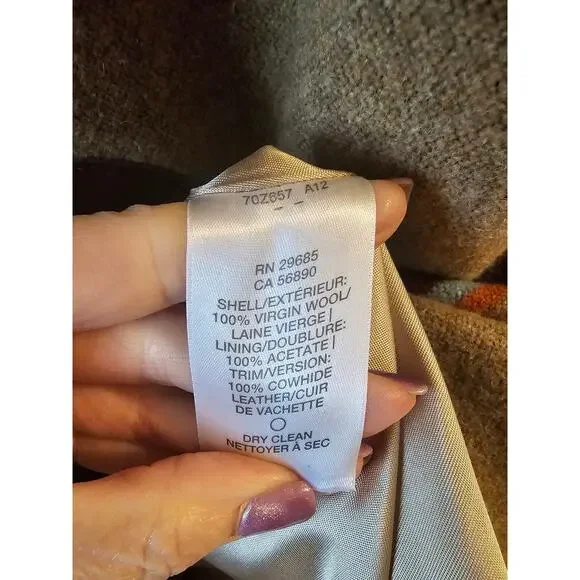 70Z657 A12
- -
RN 29685
CA 56890
SHELL/EXTÉRIEUR:
100% VIRGIN WOOL/
LAINE VIERGE |
LINING/DOUBLURE:
100% ACETATE |
TRIM/VERSION:
100% COWHIDE
LEATHER/CUIR
DE VACHETTE
DRY CLEAN
NETTOYER À SEC